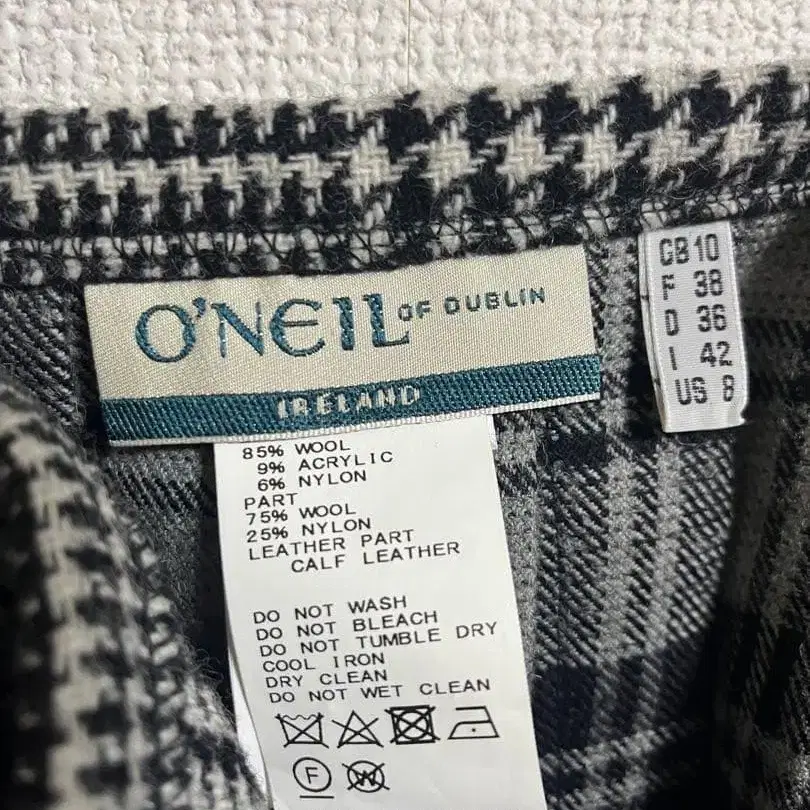 O'NEIL OF DUBLIN
IRELAND
GB 10
F 38
D 36
I 42
US 8
85% WOOL
9% ACRYLIC
6% NYLON
PART
75% WOOL
25% NYLON
LEATHER PART
CALF LEATHER
DO NOT WASH
DO NOT BLEACH
DO NOT TUMBLE DRY
COOL IRON
DRY CLEAN
DO NOT WET CLEAN
F
W